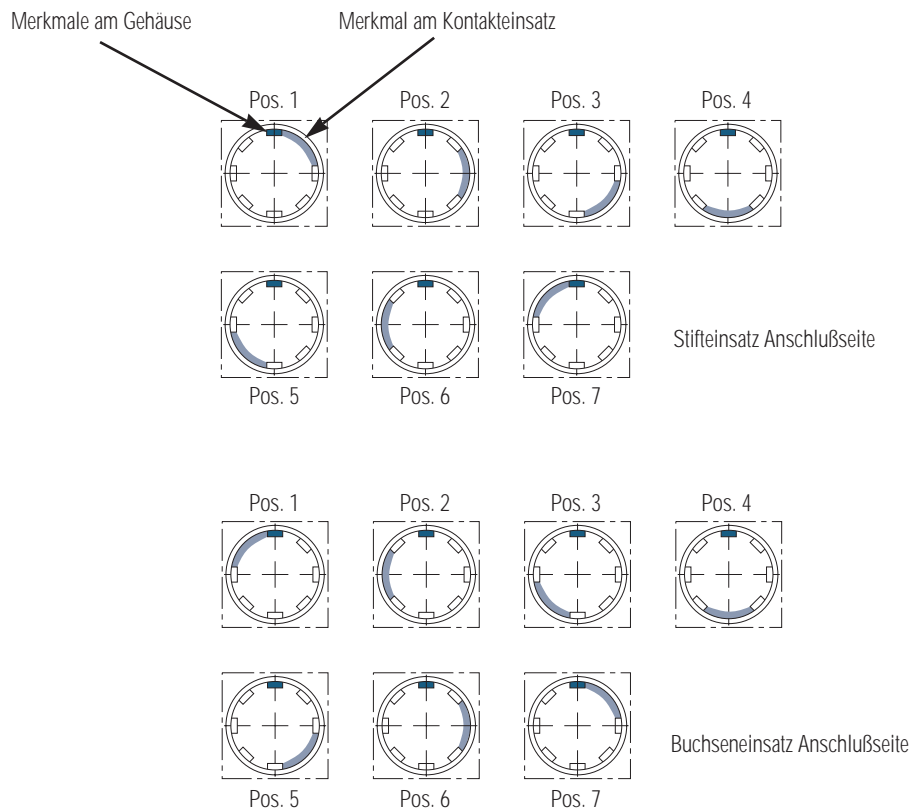 Merkmale am Gehäuse Merkmal am Kontakteinsatz
Pos. 1 Pos. 2 Pos. 3 Pos. 4
Stifteinsatz Anschlußseite
Pos. 5 Pos. 6 Pos. 7
Pos. 1 Pos. 2 Pos. 3 Pos. 4
Buchseneinsatz Anschlußseite
Pos. 5 Pos. 6 Pos. 7